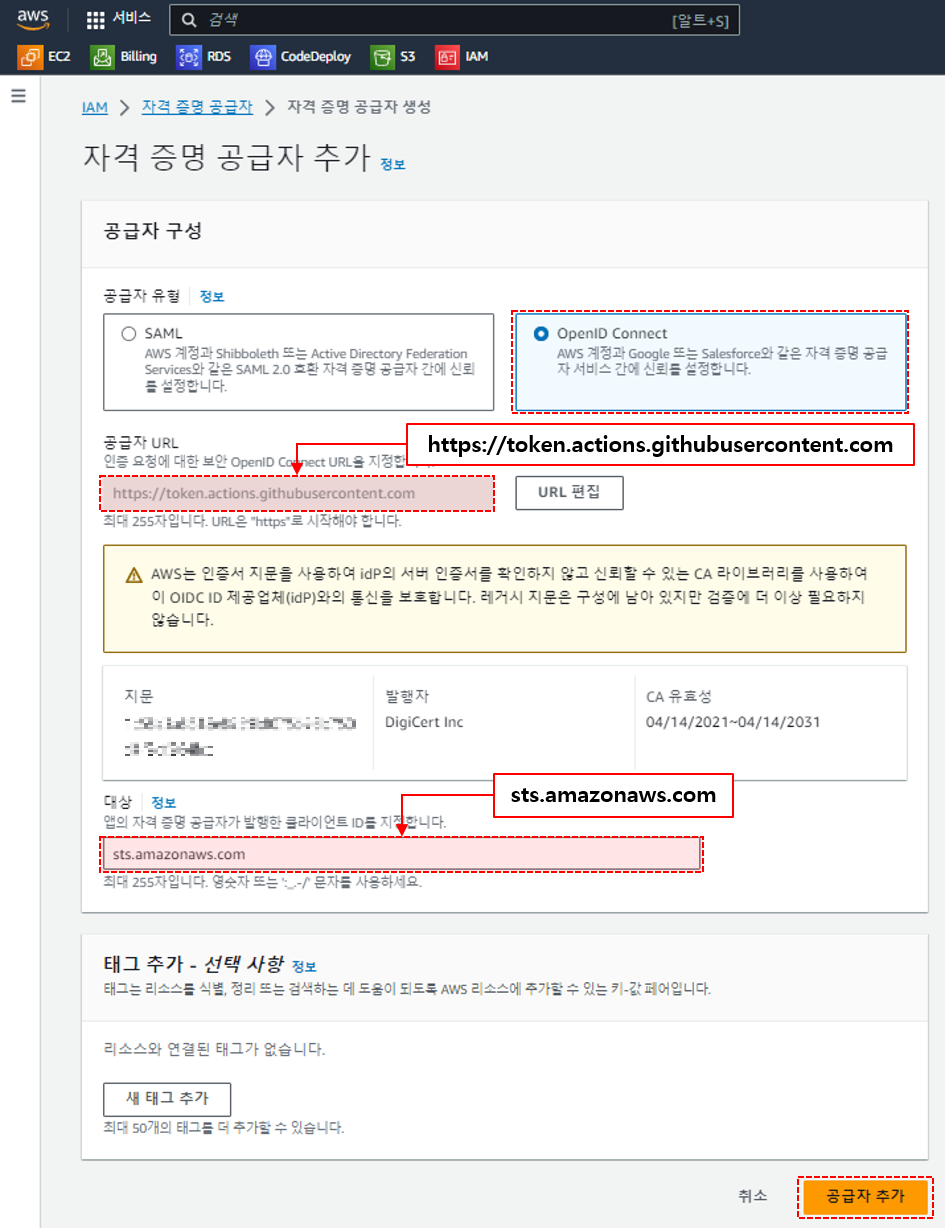 aws
서비스
검색
[알트+S]
EC2
Billing
RDS
CodeDeploy
S3
IAM
IAM > 자격 증명 공급자 > 자격 증명 공급자 생성
자격 증명 공급자 추가 정보
공급자 구성
공급자 유형 정보
SAML
AWS 계정과 Shibboleth 또는 Active Directory Federation
Services와 같은 SAML 2.0 호환 자격 증명 공급자 간에 신뢰
를 설정합니다.
OpenID Connect
AWS 계정과 Google 또는 Salesforce와 같은 자격 증명 공급
자 서비스 간에 신뢰를 설정합니다.
공급자 URL
인증 요청에 대한 보안 OpenID Connect URL을 지정합
https://token.actions.githubusercontent.com
https://token.actions.githubusercontent.com
URL 편집
최대 255자입니다. URL은 "https"로 시작해야 합니다.
AWS는 인증서 지문을 사용하여 idP의 서버 인증서를 확인하지 않고 신뢰할 수 있는 CA 라이브러리를 사용하여
이 OIDC ID 제공업체(idP)와의 통신을 보호합니다. 레거시 지문은 구성에 남아 있지만 검증에 더 이상 필요하지
않습니다.
지문
발행자
DigiCert Inc
CA 유효성
04/14/2021~04/14/2031
대상 정보
앱의 자격 증명 공급자가 발행한 클라이언트 ID를 지정합니다.
sts.amazonaws.com
sts.amazonaws.com
최대 255자입니다. 영숫자 또는 ':_.-/' 문자를 사용하세요.
태그 추가 - 선택 사항 정보
태그는 리소스를 식별, 정리 또는 검색하는 데 도움이 되도록 AWS 리소스에 추가할 수 있는 키-값 페어입니다.
리소스와 연결된 태그가 없습니다.
새 태그 추가
최대 50개의 태그를 더 추가할 수 있습니다.
취소
공급자 추가